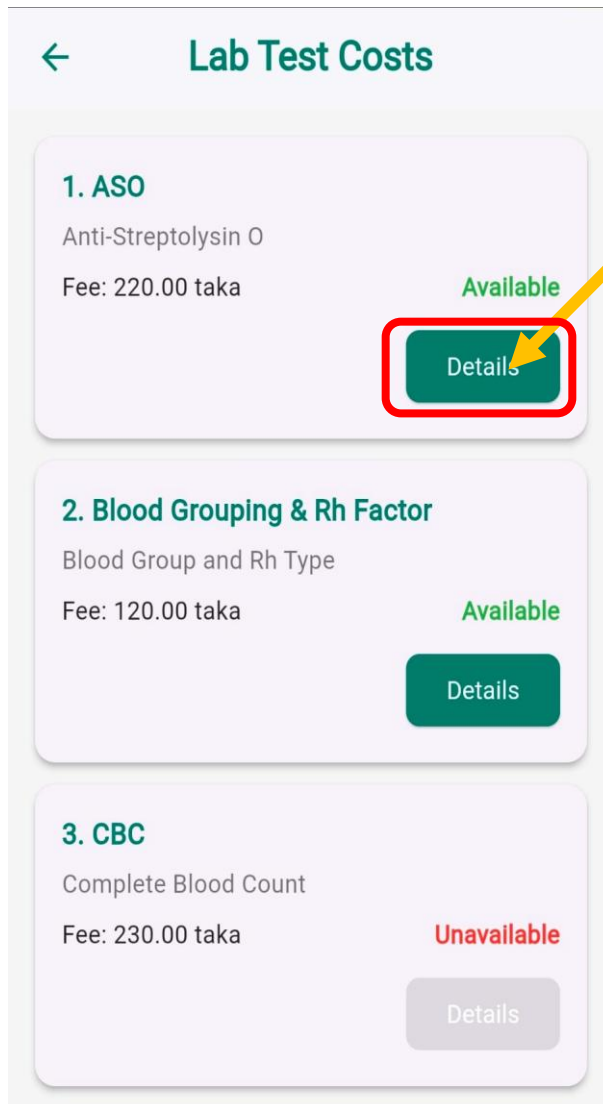 Lab Test Costs
1. ASO
Anti-Streptolysin O
Fee: 220.00 taka
Available
Details
2. Blood Grouping & Rh Factor
Blood Group and Rh Type
Fee: 120.00 taka
Available
Details
3. CBC
Complete Blood Count
Fee: 230.00 taka
Unavailable
Details